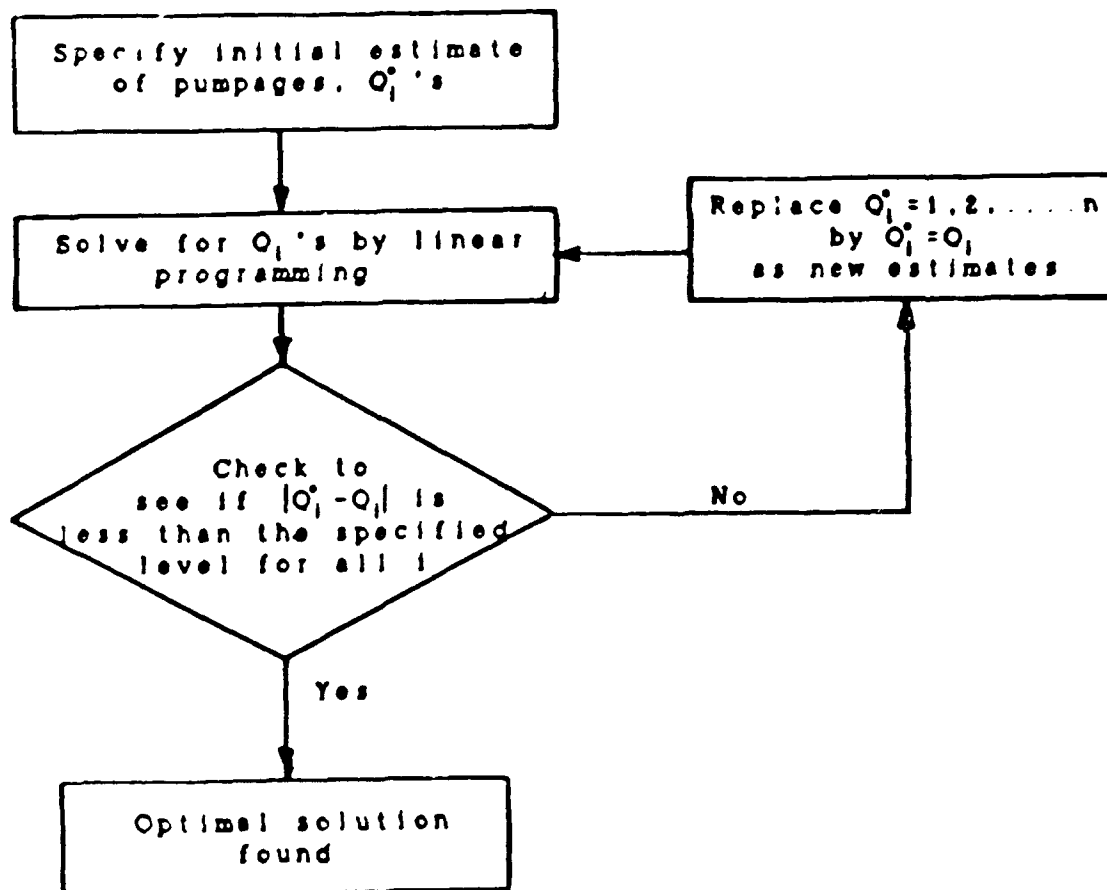 Specify initial estimate
of pumpages, Q°ᵢ's
Solve for Qᵢ's by linear
programming
Replace Q°ᵢ=1,2,.....n
by Q°ᵢ=Qᵢ
as new estimates
Check to
see if |Q°ᵢ-Qᵢ| is
less than the specified
level for all i
No
Yes
Optimal solution
found